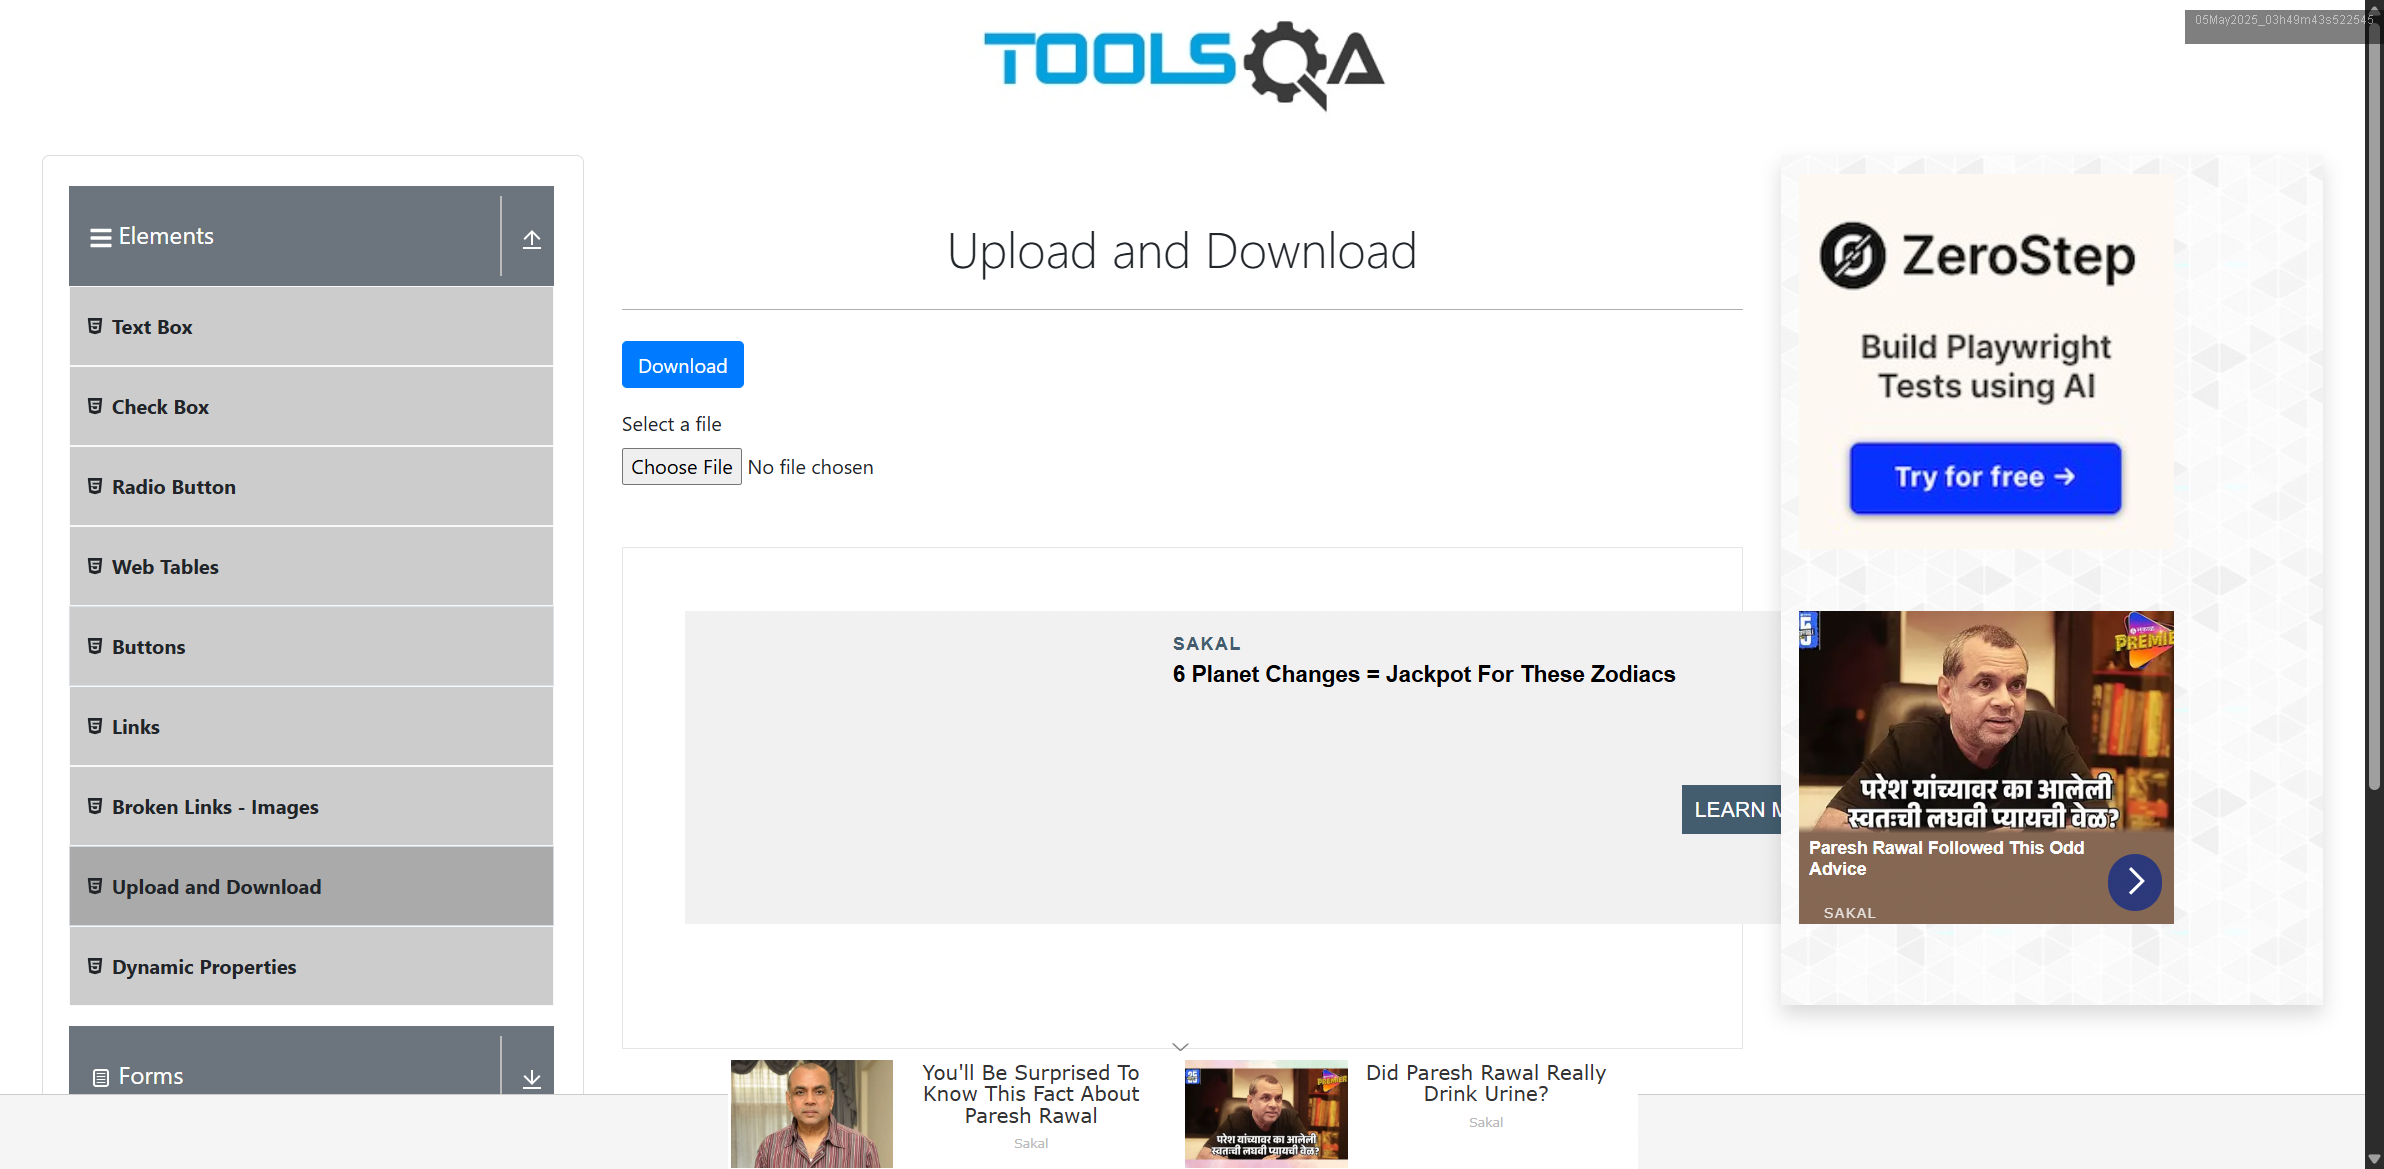 TOOLSQA
05May2025_03h49m43s522545
Elements
Text Box
Check Box
Radio Button
Web Tables
Buttons
Links
Broken Links - Images
Upload and Download
Dynamic Properties
Forms
Upload and Download
Download
Select a file
Choose File No file chosen
SAKAL
6 Planet Changes = Jackpot For These Zodiacs
LEARN M
ZeroStep
Build Playwright
Tests using AI
Try for free →
PREMIE
परेश यांच्यावर का आलेली
स्वतःची लघवी प्यायची वेळ?
Paresh Rawal Followed This Odd
Advice
SAKAL
You'll Be Surprised To
Know This Fact About
Paresh Rawal
Sakal
PREMIER
परेश यांच्यावर का आलेली
स्वतःची लघवी प्यायची वेळ?
Did Paresh Rawal Really
Drink Urine?
Sakal